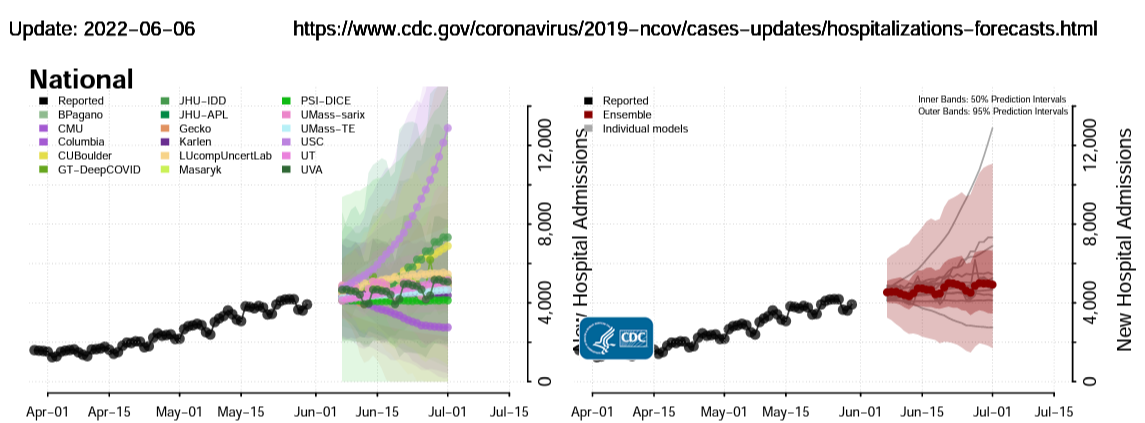 Update: 2022-06-06
https://www.cdc.gov/coronavirus/2019-ncov/cases-updates/hospitalizations-forecasts.html
National
Reported
BPagano
CMU
Columbia
CUBoulder
GT-DeepCOVID
JHU-IDD
JHU-APL
Gecko
Karlen
LUcompUncertLab
Masaryk
PSI-DICE
UMass-sarix
UMass-TE
USC
UT
UVA
12,000
8,000
4,000
0
New Hospital Admissions
Apr-01
Apr-15
May-01
May-15
Jun-01
Jun-15
Jul-01
Jul-15
Reported
Ensemble
Individual models
Inner Bands: 50% Prediction Intervals
Outer Bands: 95% Prediction Intervals
CDC
12,000
8,000
4,000
0
New Hospital Admissions
Apr-01
Apr-15
May-01
May-15
Jun-01
Jun-15
Jul-01
Jul-15